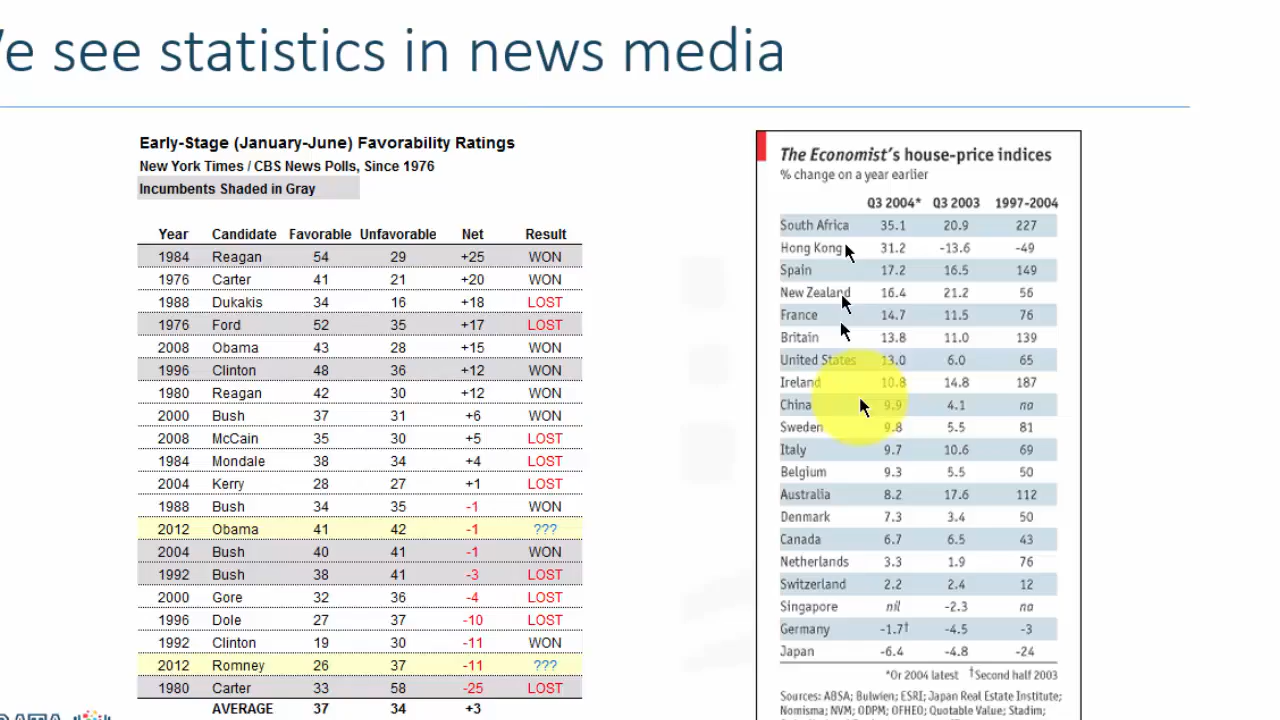 e see statistics in news media
Early-Stage (January-June) Favorability Ratings
New York Times / CBS News Polls, Since 1976
Incumbents Shaded in Gray
Year Candidate Favorable Unfavorable Net Result
1984 Reagan 54 29 +25 WON
1976 Carter 41 21 +20 WON
1988 Dukakis 34 16 +18 LOST
1976 Ford 52 35 +17 LOST
2008 Obama 43 28 +15 WON
1996 Clinton 48 36 +12 WON
1980 Reagan 42 30 +12 WON
2000 Bush 37 31 +6 WON
2008 McCain 35 30 +5 LOST
1984 Mondale 38 34 +4 LOST
2004 Kerry 28 27 +1 LOST
1988 Bush 34 35 -1 WON
2012 Obama 41 42 -1 ???
2004 Bush 40 41 -1 WON
1992 Bush 38 41 -3 LOST
2000 Gore 32 36 -4 LOST
1996 Dole 27 37 -10 LOST
1992 Clinton 19 30 -11 WON
2012 Romney 26 37 -11 ???
1980 Carter 33 58 -25 LOST
AVERAGE 37 34 +3
The Economist's house-price indices
% change on a year earlier
Q3 2004* Q3 2003 1997-2004
South Africa 35.1 20.9 227
Hong Kong 31.2 -13.6 -49
Spain 17.2 16.5 149
New Zealand 16.4 21.2 56
France 14.7 11.5 76
Britain 13.8 11.0 139
United States 13.0 6.0 65
Ireland 10.8 14.8 187
China 9.9 4.1 na
Sweden 9.8 5.5 81
Italy 9.7 10.6 69
Belgium 9.3 5.5 50
Australia 8.2 17.6 112
Denmark 7.3 3.4 50
Canada 6.7 6.5 43
Netherlands 3.3 1.9 76
Switzerland 2.2 2.4 12
Singapore nil -2.3 na
Germany -1.7† -4.5 -3
Japan -6.4 -4.8 -24
*Or 2004 latest †Second half 2003
Sources: ABSA; Bulwien; ESRI; Japan Real Estate Institute;
Nomisma; NVM; ODPM; OFHEO; Quotable Value; Stadim;